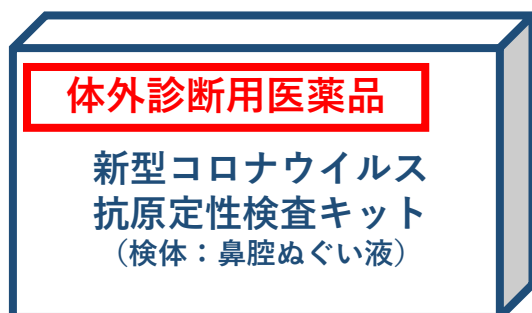 体外診断用医薬品
新型コロナウイルス
抗原定性検査キット
（検体：鼻腔ぬぐい液）